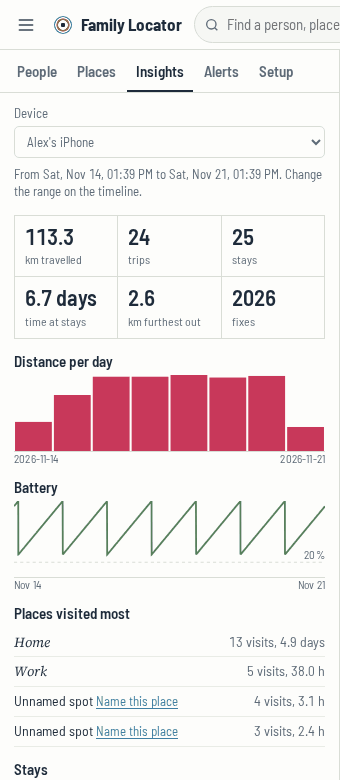 Family Locator
Find a person, place
People Places Insights Alerts Setup
Device
Alex's iPhone
From Sat, Nov 14, 01:39 PM to Sat, Nov 21, 01:39 PM. Change
the range on the timeline.
113.3 24 25
km travelled trips stays
6.7 days 2.6 2026
time at stays km furthest out fixes
Distance per day
2026-11-14 2026-11-21
Battery
20 %
Nov 14 Nov 21
Places visited most
Home 13 visits, 4.9 days
Work 5 visits, 38.0 h
Unnamed spot Name this place 4 visits, 3.1 h
Unnamed spot Name this place 3 visits, 2.4 h
Stays